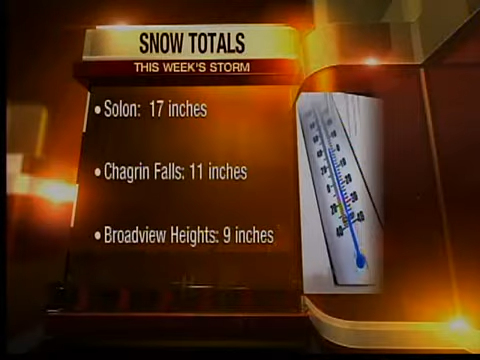 SNOW TOTALS
THIS WEEK'S STORM
• Solon: 17 inches
• Chagrin Falls: 11 inches
• Broadview Heights: 9 inches